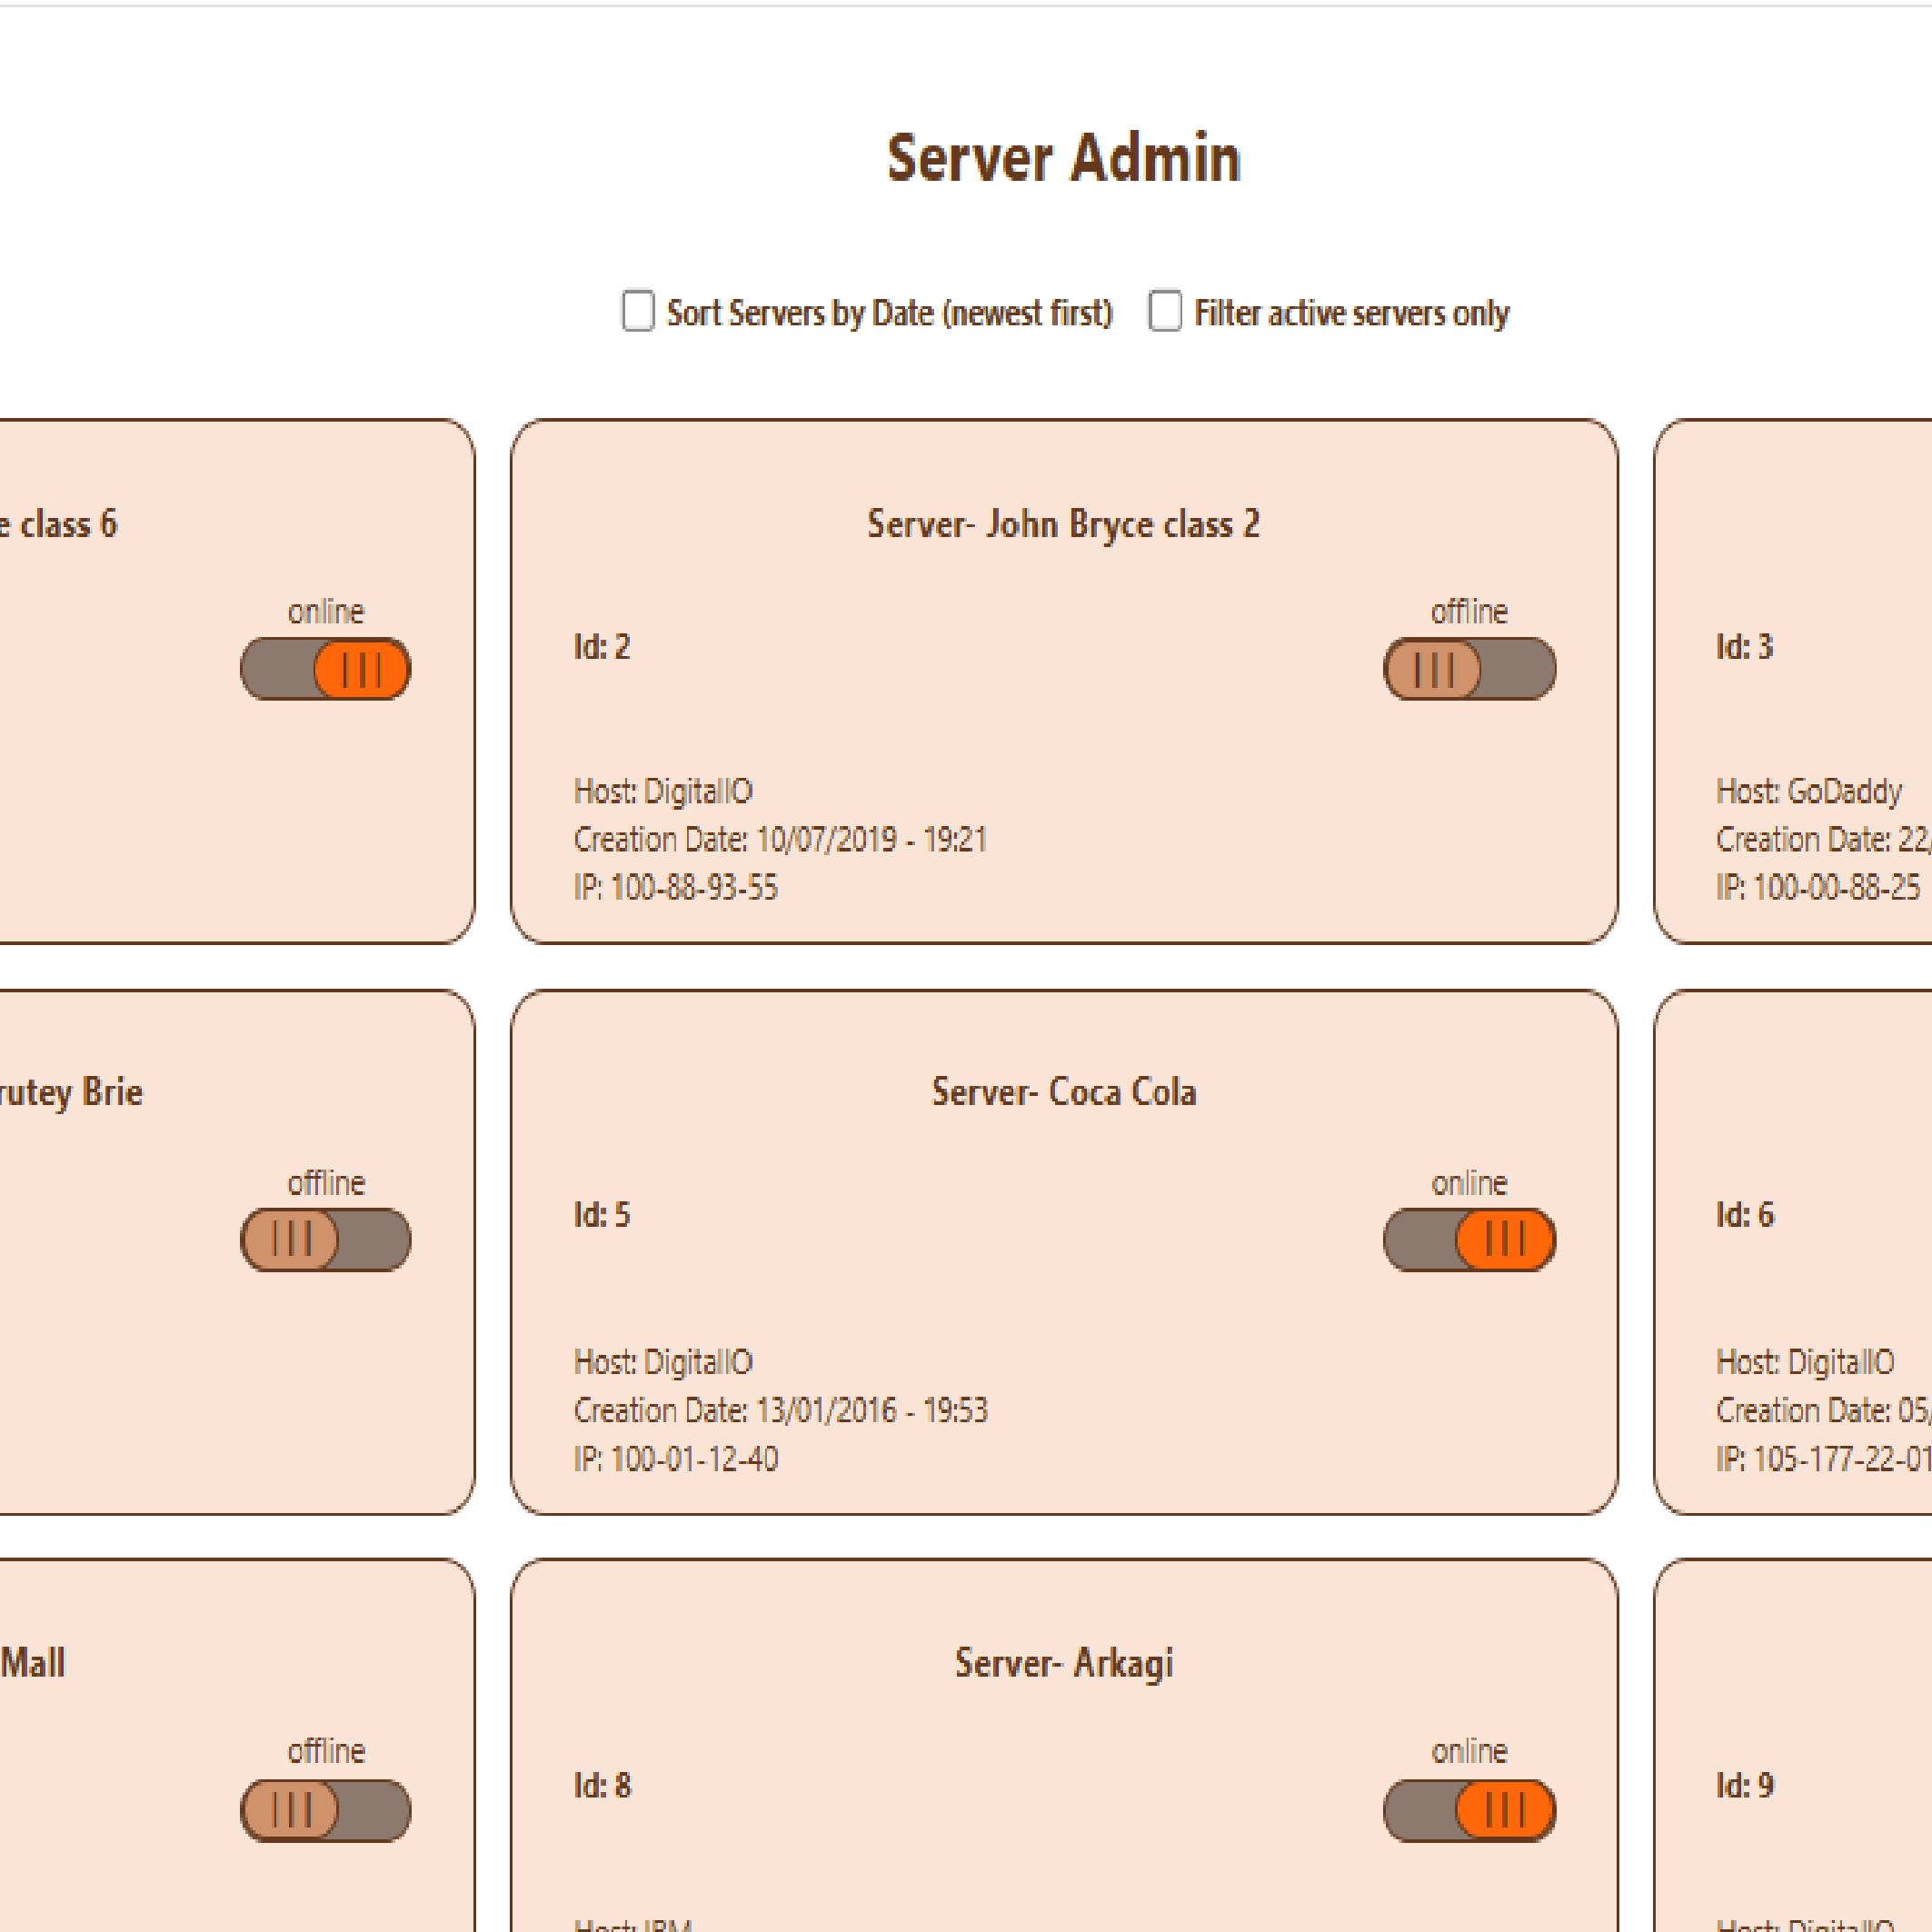 Server Admin
Sort Servers by Date (newest first) Filter active servers only
class 6
online
Server- John Bryce class 2
offline
Id: 2
Host: DigitalIO
Creation Date: 10/07/2019 - 19:21
IP: 100-88-93-55
Id: 3
Host: GoDaddy
Creation Date: 22/
IP: 100-00-88-25
Brie
offline
Server- Coca Cola
online
Id: 5
Host: DigitalIO
Creation Date: 13/01/2016 - 19:53
IP: 100-01-12-40
Id: 6
Host: DigitalIO
Creation Date: 05/
IP: 105-177-22-01
Mall
offline
Server- Arkagi
online
Id: 8
Host: IBM
Id: 9
Host: DigitalIO